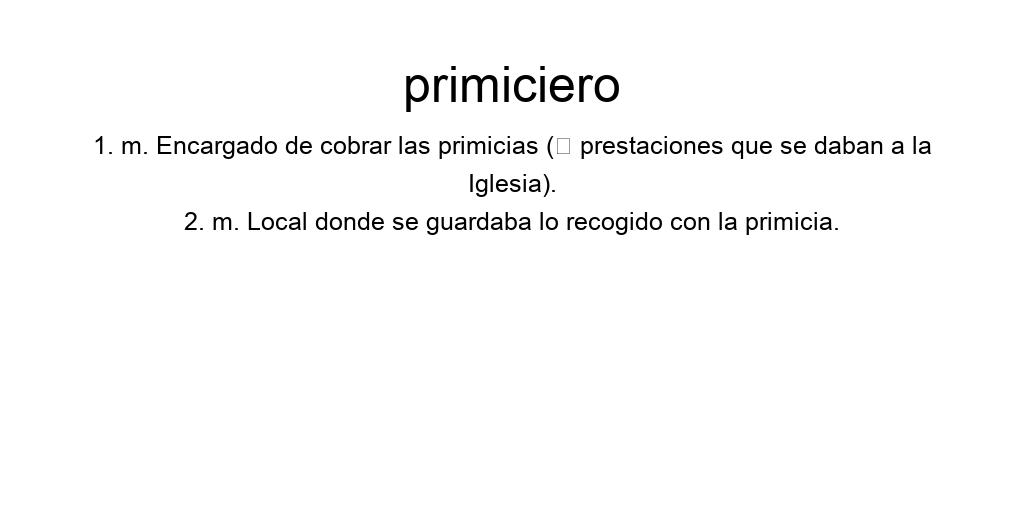 primiciero
1. m. Encargado de cobrar las primicias (□ prestaciones que se daban a la
Iglesia).
2. m. Local donde se guardaba lo recogido con la primicia.